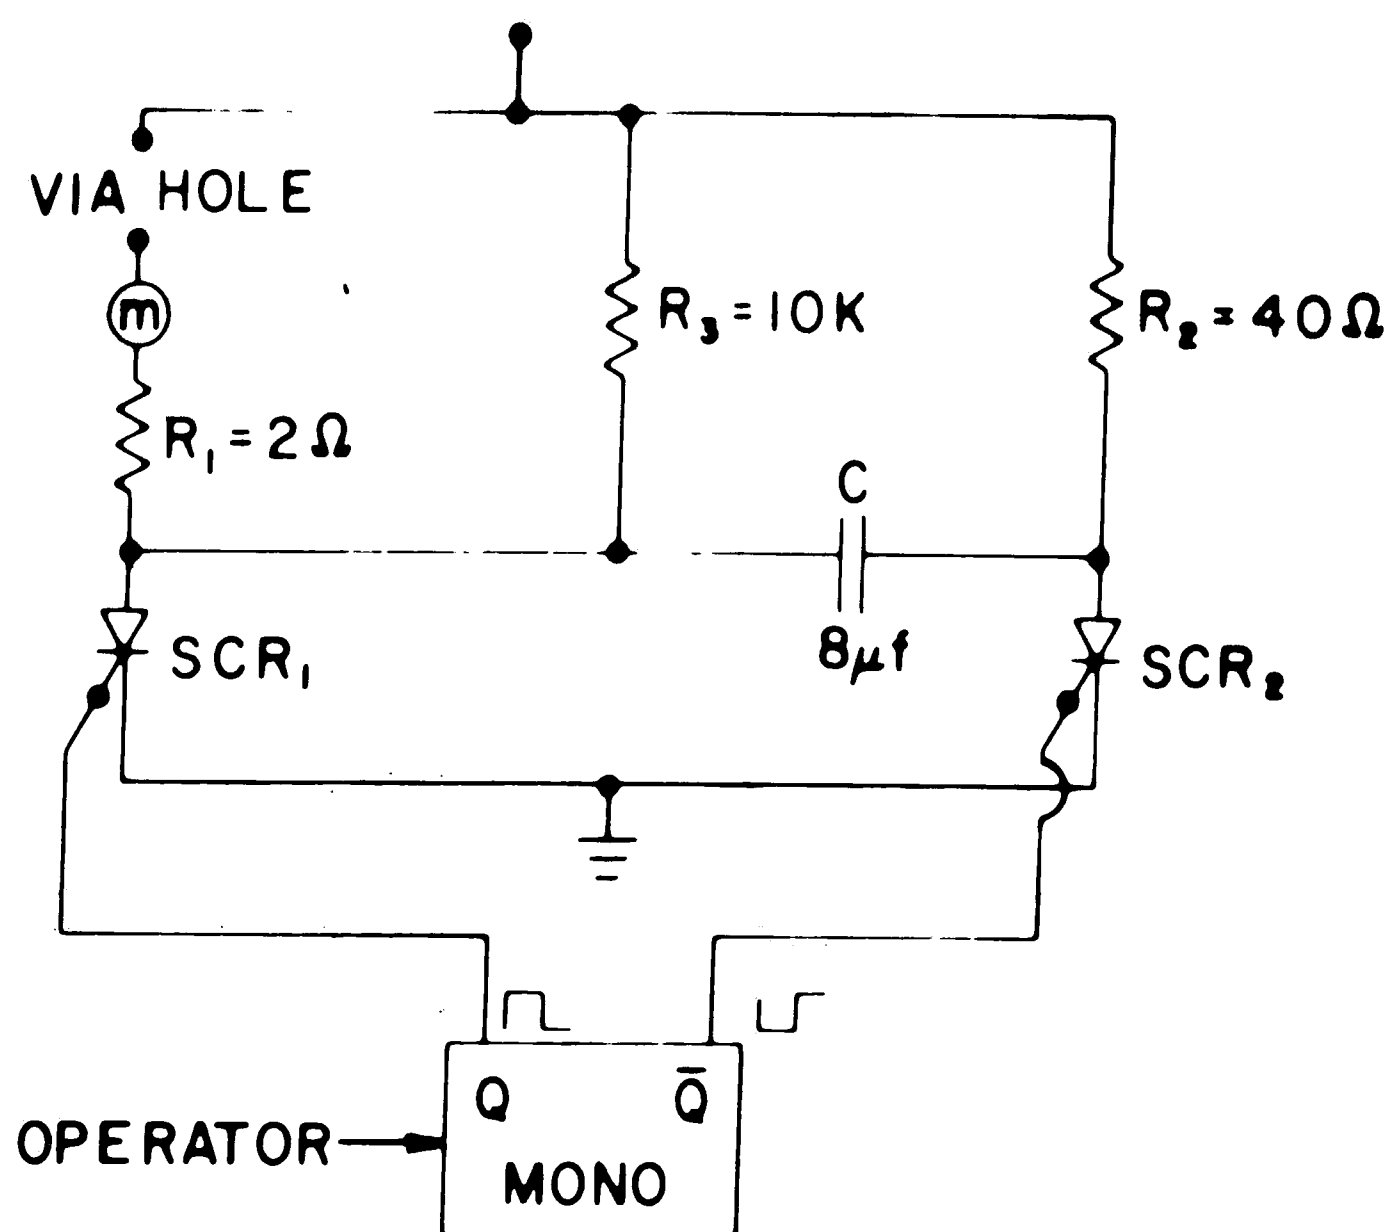 VIA HOLE
m
R₃ = 10K
R₂ = 40Ω
R₁ = 2Ω
C
8μf
SCR₁
SCR₂
Q
Q̅
OPERATOR
MONO